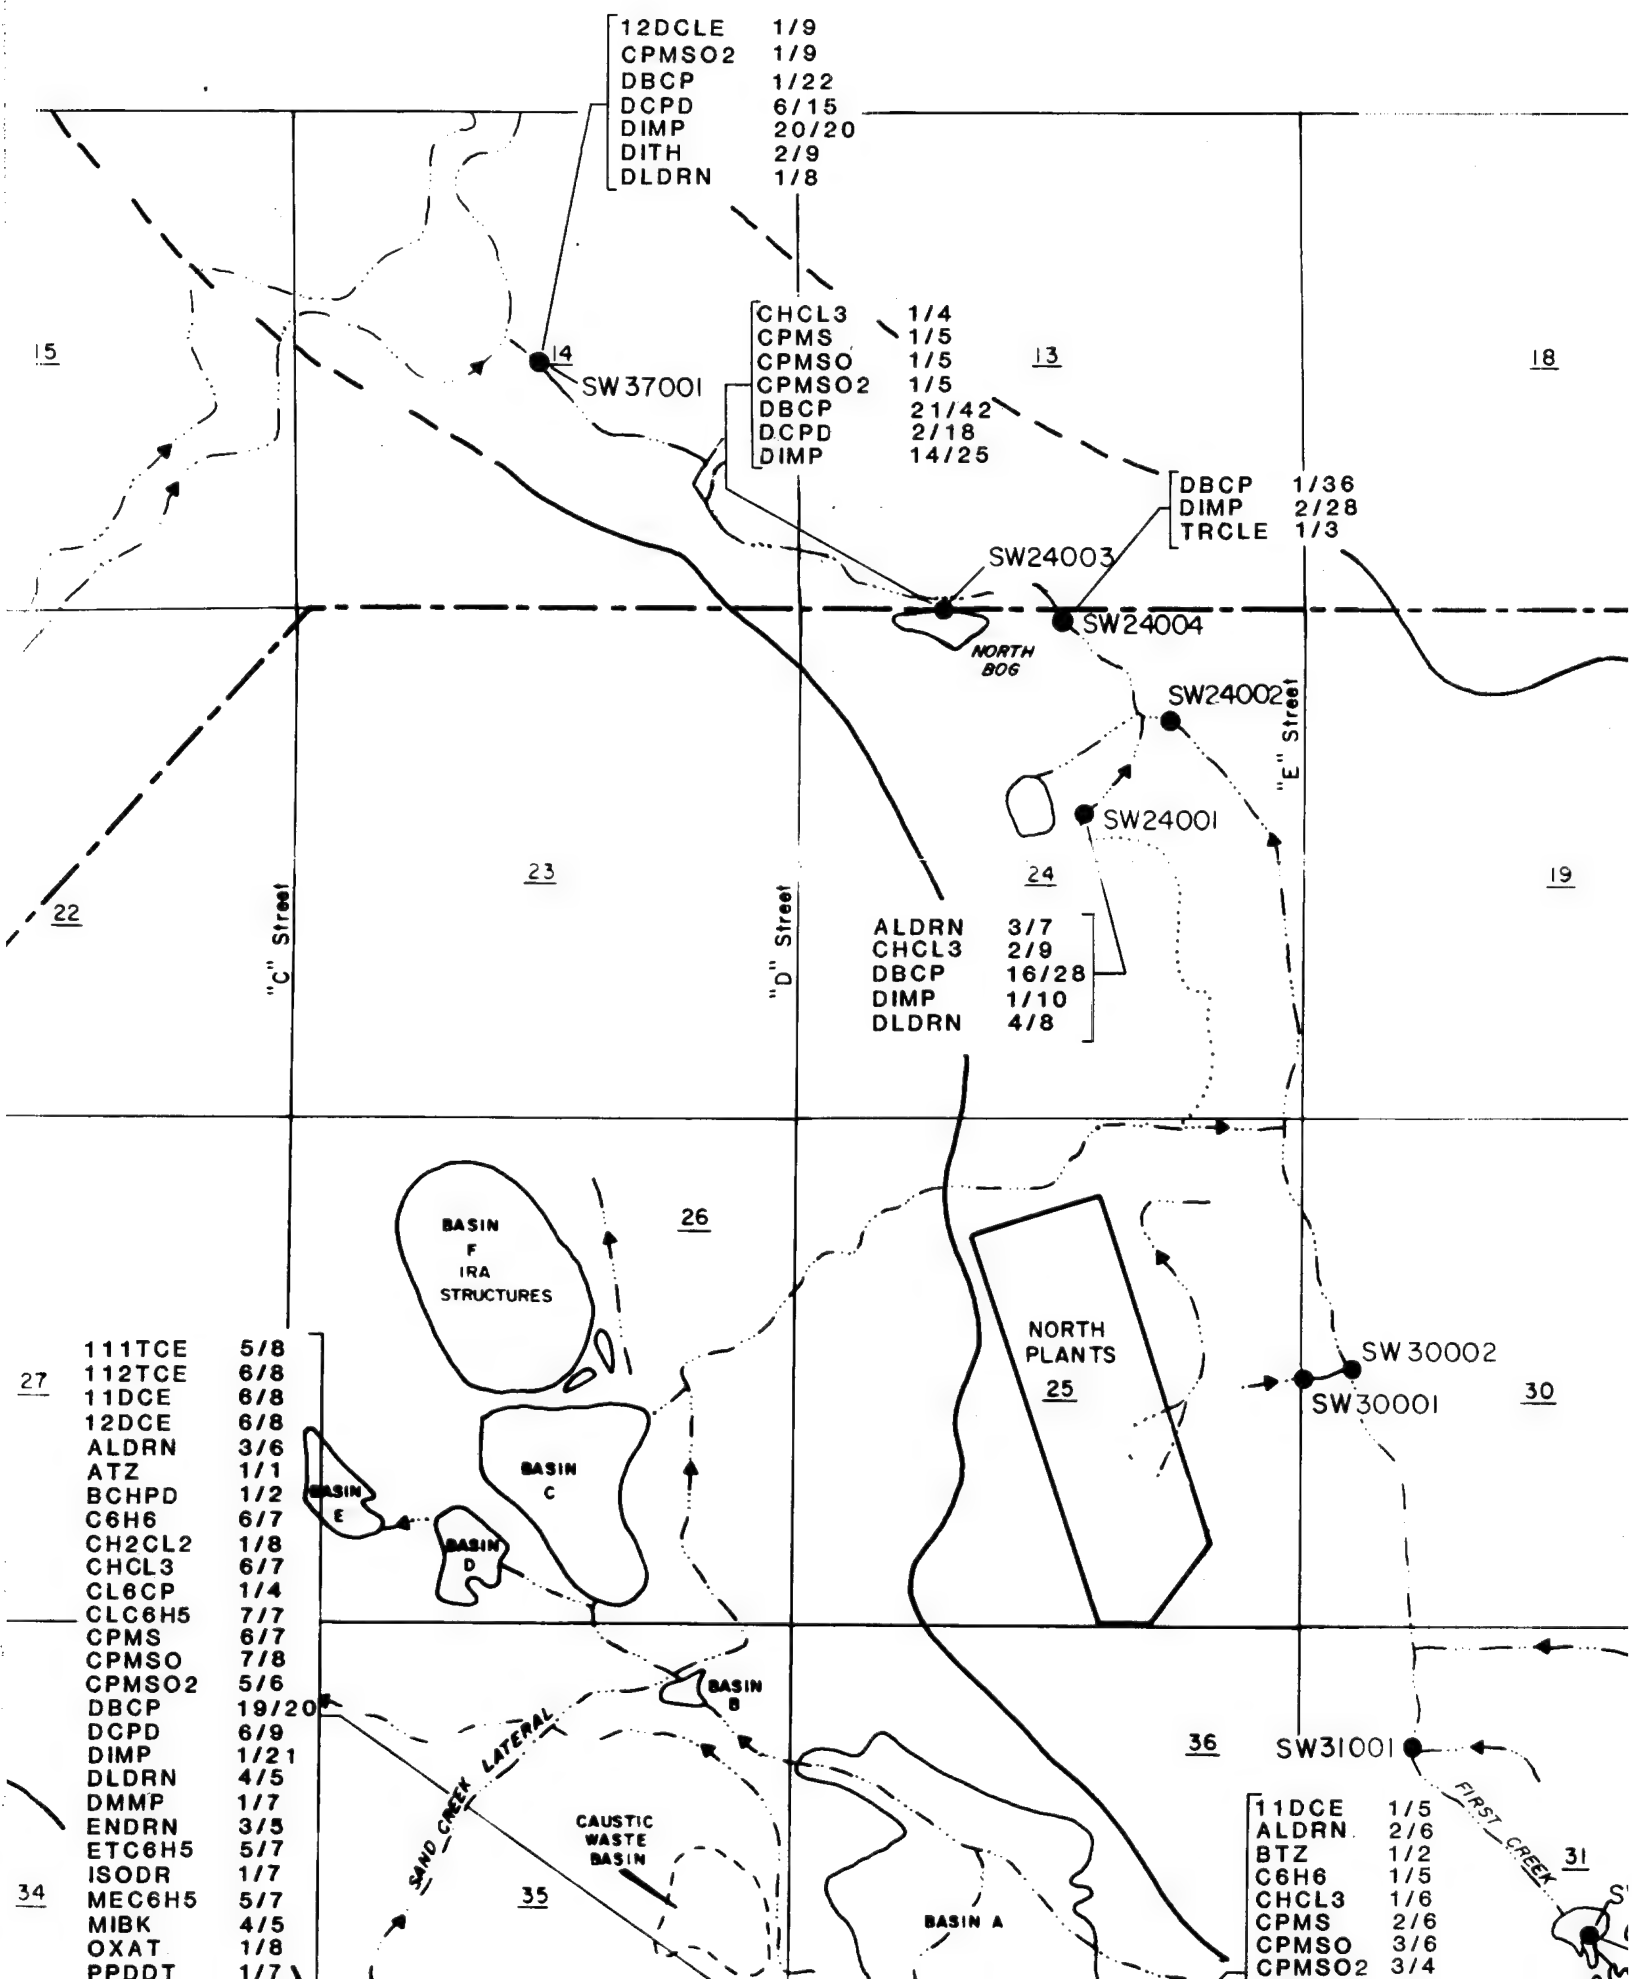 12DCLE 1/9
CPMSO2 1/9
DBCP 1/22
DCPD 6/15
DIMP 20/20
DITH 2/9
DLDRN 1/8
CHCL3 1/4
CPMS 1/5
CPMSO 1/5
CPMSO2 1/5
DBCP 21/42
DCPD 2/18
DIMP 14/25
15
14
13
18
SW37001
DBCP 1/36
DIMP 2/28
TRCLE 1/3
SW24003
SW24004
NORTH
BOG
SW24002
"E" Street
SW24001
23
24
19
22
"C" Street
"D" Street
ALDRN 3/7
CHCL3 2/9
DBCP 16/28
DIMP 1/10
DLDRN 4/8
26
BASIN
F
IRA
STRUCTURES
NORTH
PLANTS
25
SW30002
SW30001
30
27
111TCE 5/8
112TCE 6/8
11DCE 6/8
12DCE 6/8
ALDRN 3/6
ATZ 1/1
BCHPD 1/2
C6H6 6/7
CH2CL2 1/8
CHCL3 6/7
CL6CP 1/4
CLC6H5 7/7
CPMS 6/7
CPMSO 7/8
CPMSO2 5/6
DBCP 19/20
DCPD 6/9
DIMP 1/21
DLDRN 4/5
DMMP 1/7
ENDRN 3/5
ETC6H5 5/7
ISODR 1/7
MEC6H5 5/7
MIBK 4/5
OXAT 1/8
PPDDT 1/7
BASIN
E
BASIN
D
BASIN
C
BASIN
B
SAND CREEK LATERAL
CAUSTIC
WASTE
BASIN
34
35
BASIN A
36
SW31001
FIRST CREEK
31
11DCE 1/5
ALDRN 2/6
BTZ 1/2
C6H6 1/5
CHCL3 1/6
CPMS 2/6
CPMSO 3/6
CPMSO2 3/4